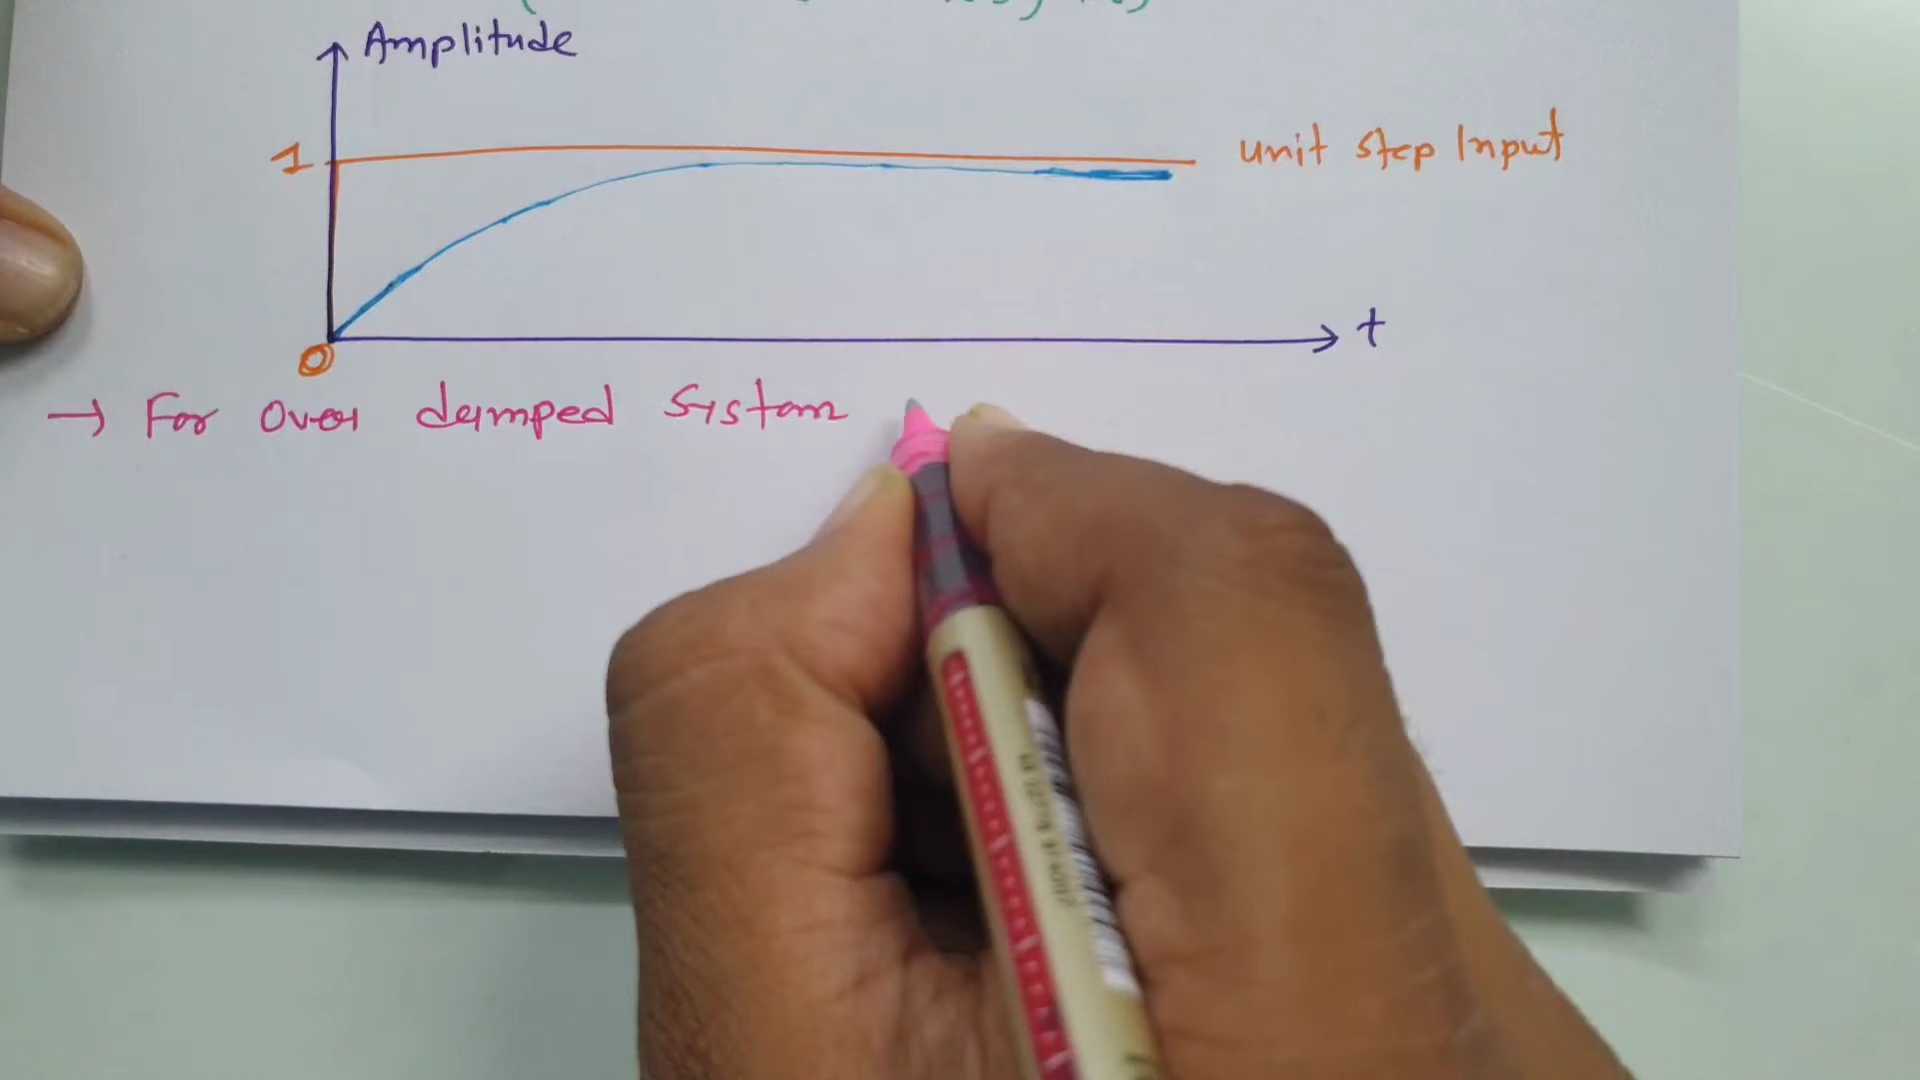 Amplitude
1
unit step Input
t
0
→ For Over damped System